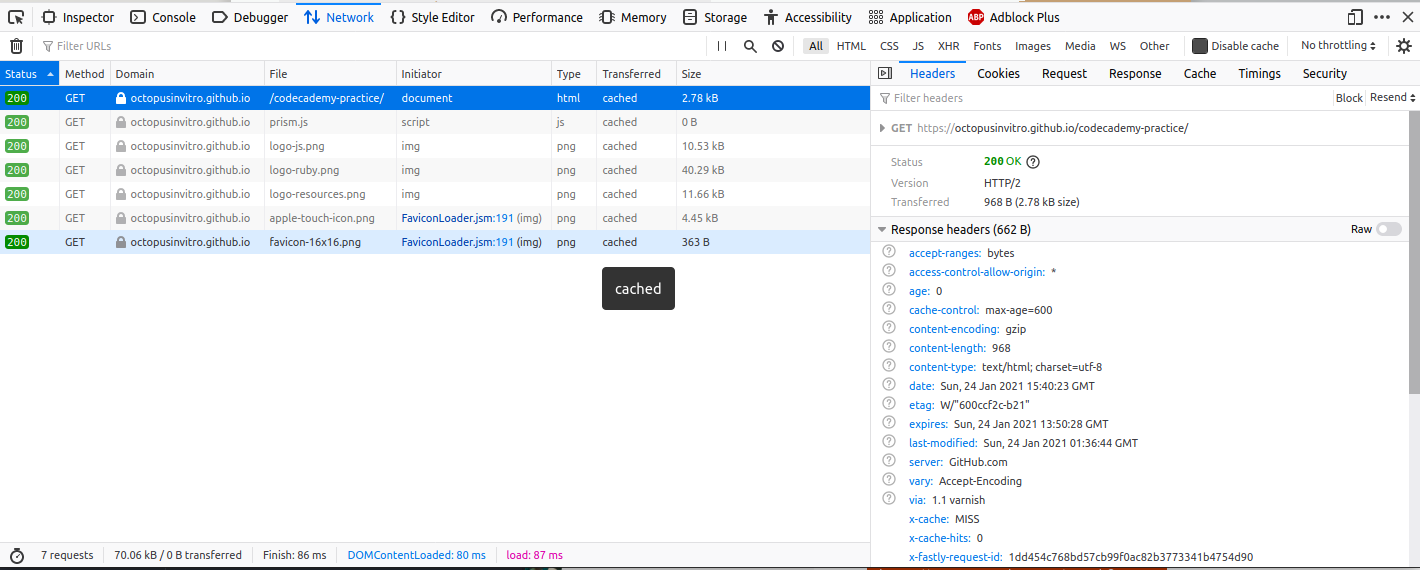 Inspector Console Debugger Network Style Editor Performance Memory Storage Accessibility Application ABP Adblock Plus
Filter URLs All HTML CSS JS XHR Fonts Images Media WS Other Disable cache No throttling
Status Method Domain File Initiator Type Transferred Size
200 GET octopusinvitro.github.io /codecademy-practice/ document html cached 2.78 kB
200 GET octopusinvitro.github.io prism.js script js cached 0 B
200 GET octopusinvitro.github.io logo-js.png img png cached 10.53 kB
200 GET octopusinvitro.github.io logo-ruby.png img png cached 40.29 kB
200 GET octopusinvitro.github.io logo-resources.png img png cached 11.66 kB
200 GET octopusinvitro.github.io apple-touch-icon.png FaviconLoader.jsm:191 (img) png cached 4.45 kB
200 GET octopusinvitro.github.io favicon-16x16.png FaviconLoader.jsm:191 (img) png cached 363 B
cached
7 requests 70.06 kB / 0 B transferred Finish: 86 ms DOMContentLoaded: 80 ms load: 87 ms
Headers Cookies Request Response Cache Timings Security
Filter headers Block Resend
GET https://octopusinvitro.github.io/codecademy-practice/
Status 200 OK ?
Version HTTP/2
Transferred 968 B (2.78 kB size)
Response headers (662 B) Raw
? accept-ranges: bytes
? access-control-allow-origin: *
? age: 0
? cache-control: max-age=600
? content-encoding: gzip
? content-length: 968
? content-type: text/html; charset=utf-8
? date: Sun, 24 Jan 2021 15:40:23 GMT
? etag: W/"600ccf2c-b21"
? expires: Sun, 24 Jan 2021 13:50:28 GMT
? last-modified: Sun, 24 Jan 2021 01:36:44 GMT
? server: GitHub.com
? vary: Accept-Encoding
? via: 1.1 varnish
x-cache: MISS
x-cache-hits: 0
x-fastly-request-id: 1dd454c768bd57cb99f0ac82b3773341b4754d90